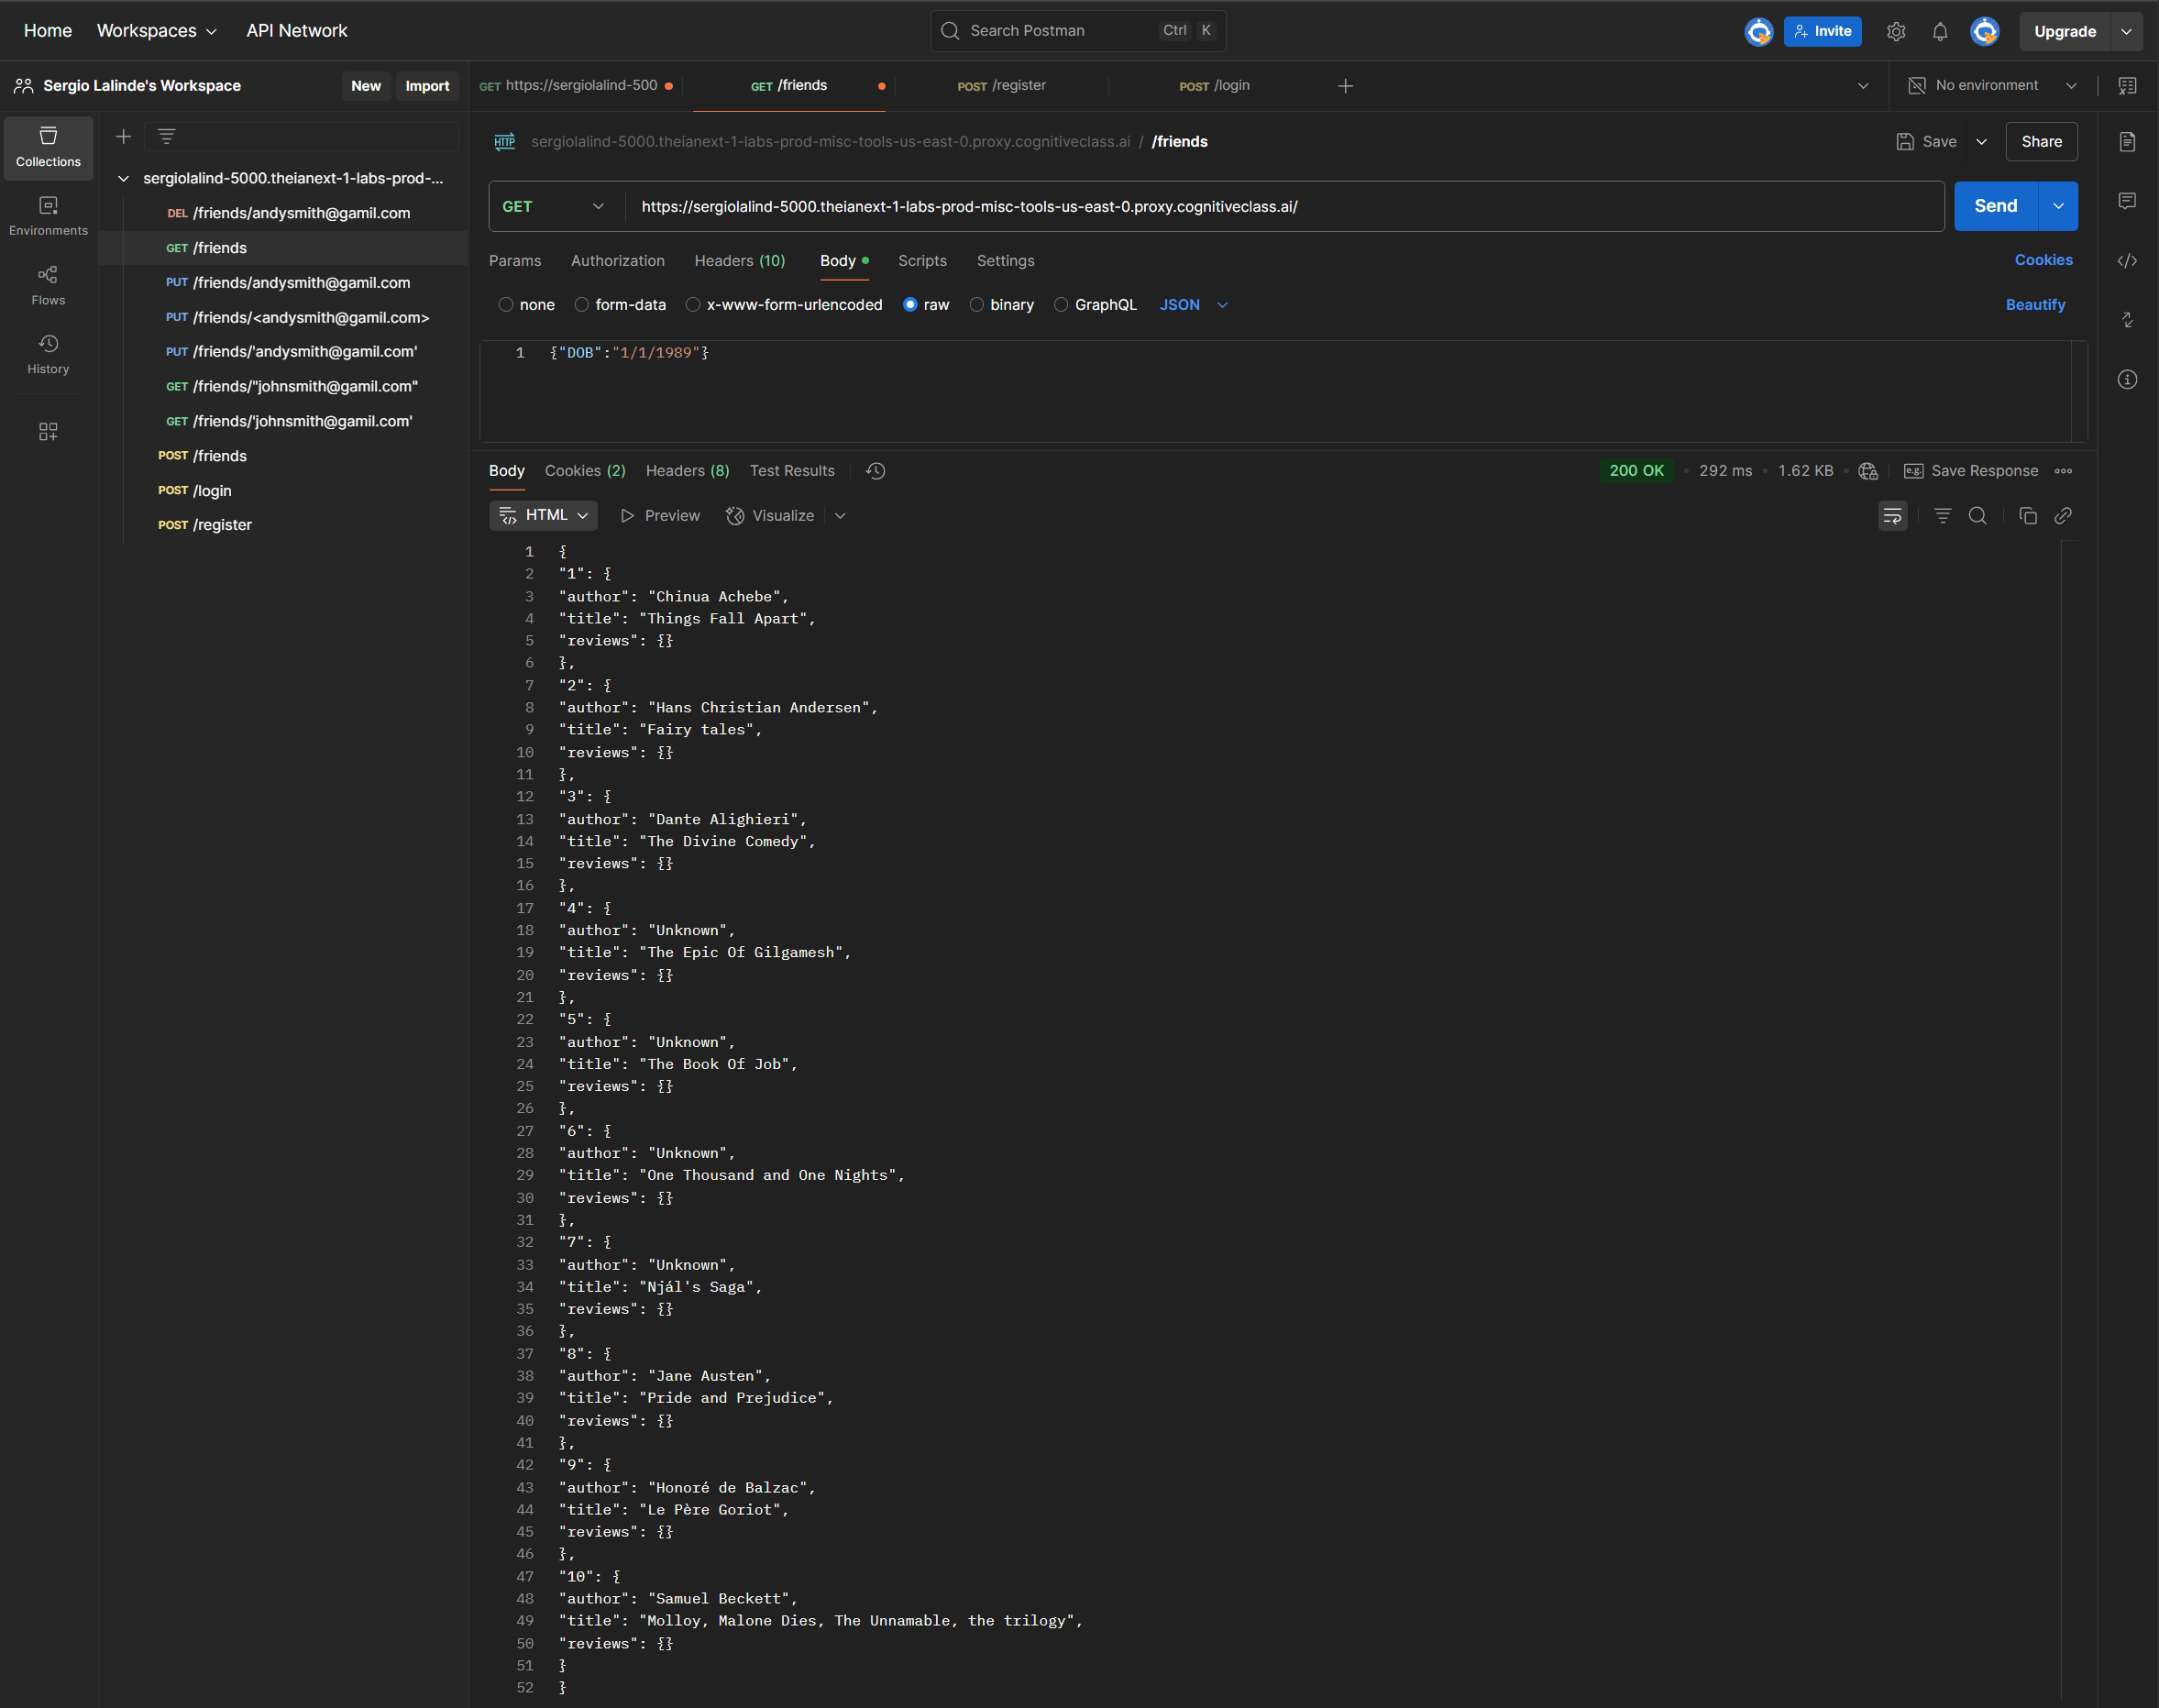 Home Workspaces API Network Search Postman Ctrl K Invite Upgrade
Sergio Lalinde's Workspace New Import GET https://sergiolalind-500 GET /friends POST /register POST /login No environment
Collections
Environments
Flows
History
sergiolalind-5000.theianext-1-labs-prod-...
DEL /friends/andysmith@gamil.com
GET /friends
PUT /friends/andysmith@gamil.com
PUT /friends/<andysmith@gamil.com>
PUT /friends/'andysmith@gamil.com'
GET /friends/"johnsmith@gamil.com"
GET /friends/'johnsmith@gamil.com'
POST /friends
POST /login
POST /register
HTTP sergiolalind-5000.theianext-1-labs-prod-misc-tools-us-east-0.proxy.cognitiveclass.ai / /friends Save Share
GET https://sergiolalind-5000.theianext-1-labs-prod-misc-tools-us-east-0.proxy.cognitiveclass.ai/ Send
Params Authorization Headers (10) Body Scripts Settings Cookies
none form-data x-www-form-urlencoded raw binary GraphQL JSON Beautify
1 {"DOB":"1/1/1989"}
Body Cookies (2) Headers (8) Test Results 200 OK 292 ms 1.62 KB e.g. Save Response
HTML Preview Visualize
1 {
2 "1": {
3 "author": "Chinua Achebe",
4 "title": "Things Fall Apart",
5 "reviews": {}
6 },
7 "2": {
8 "author": "Hans Christian Andersen",
9 "title": "Fairy tales",
10 "reviews": {}
11 },
12 "3": {
13 "author": "Dante Alighieri",
14 "title": "The Divine Comedy",
15 "reviews": {}
16 },
17 "4": {
18 "author": "Unknown",
19 "title": "The Epic Of Gilgamesh",
20 "reviews": {}
21 },
22 "5": {
23 "author": "Unknown",
24 "title": "The Book Of Job",
25 "reviews": {}
26 },
27 "6": {
28 "author": "Unknown",
29 "title": "One Thousand and One Nights",
30 "reviews": {}
31 },
32 "7": {
33 "author": "Unknown",
34 "title": "Njál's Saga",
35 "reviews": {}
36 },
37 "8": {
38 "author": "Jane Austen",
39 "title": "Pride and Prejudice",
40 "reviews": {}
41 },
42 "9": {
43 "author": "Honoré de Balzac",
44 "title": "Le Père Goriot",
45 "reviews": {}
46 },
47 "10": {
48 "author": "Samuel Beckett",
49 "title": "Molloy, Malone Dies, The Unnamable, the trilogy",
50 "reviews": {}
51 }
52 }